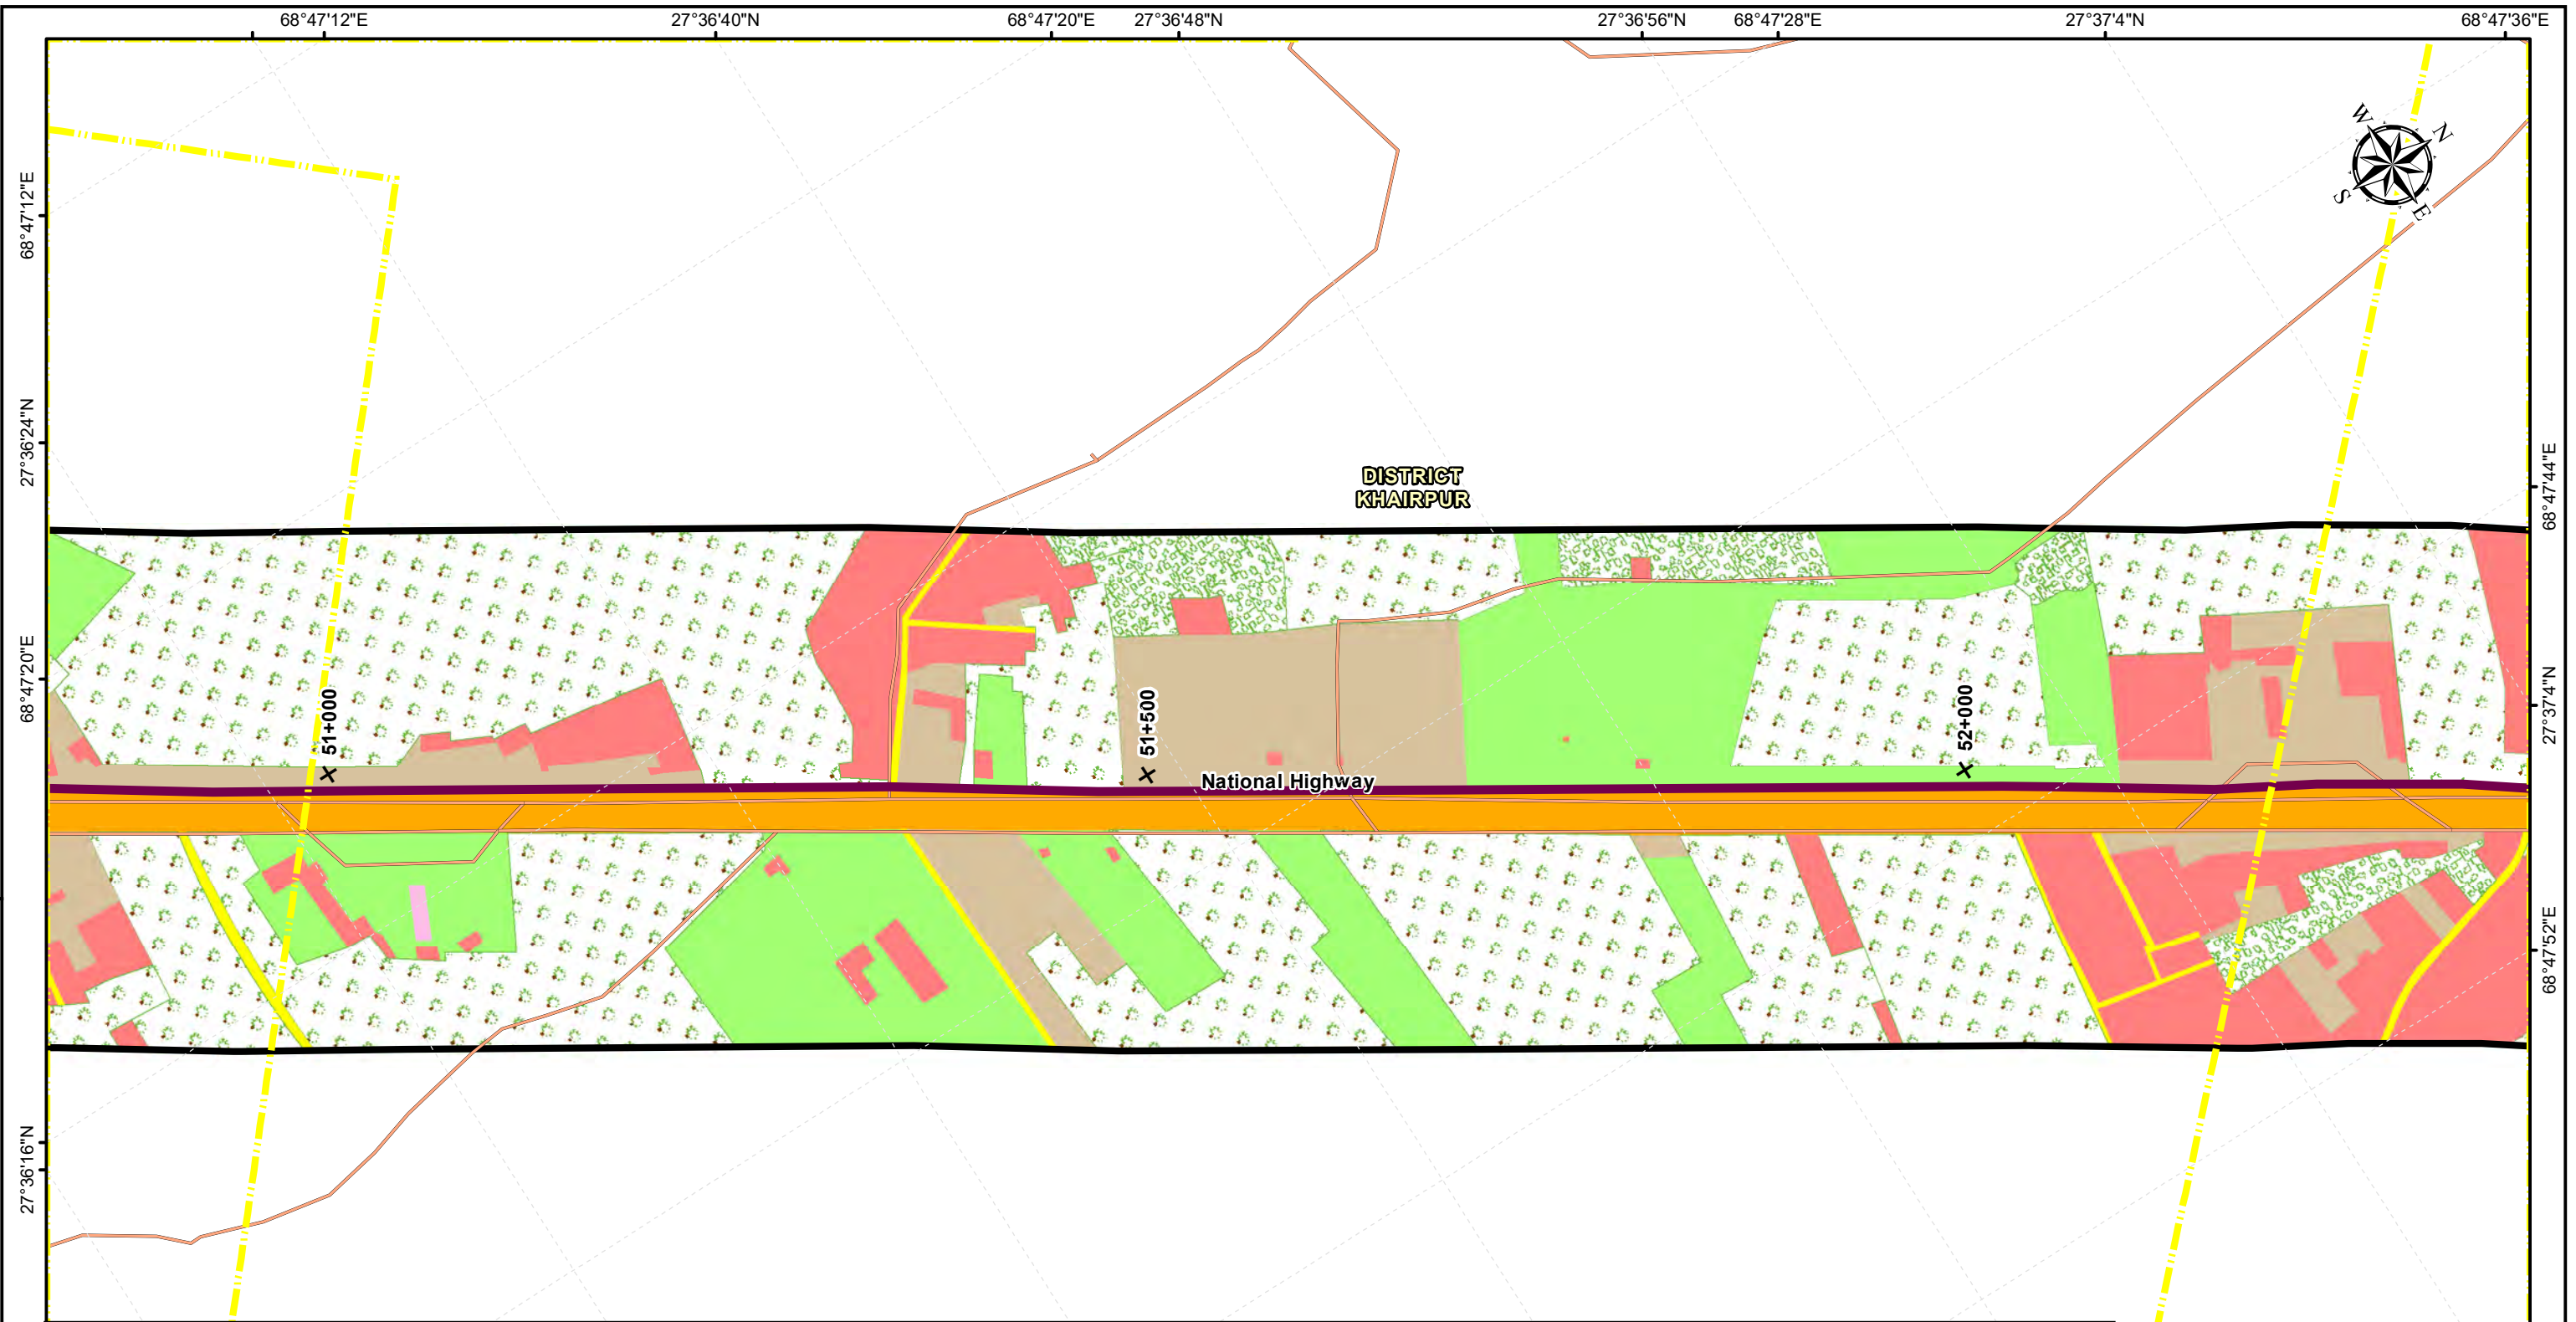 68°47'12"E
27°36'40"N
68°47'20"E
27°36'48"N
27°36'56"N
68°47'28"E
27°37'4"N
68°47'36"E
W
N
S
E
68°47'12"E
27°36'24"N
68°47'20"E
27°36'16"N
DISTRICT
KHAIRPUR
51+000
51+500
52+000
National Highway
68°47'44"E
27°37'4"N
68°47'52"E